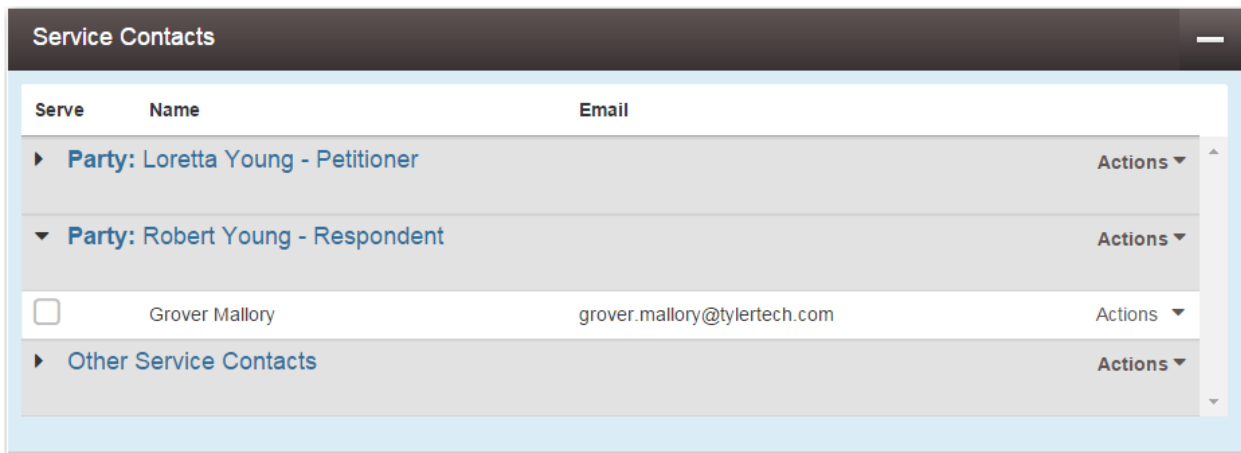 Service Contacts
Serve Name Email
Party: Loretta Young - Petitioner Actions
Party: Robert Young - Respondent Actions
Grover Mallory grover.mallory@tylertech.com Actions
Other Service Contacts Actions